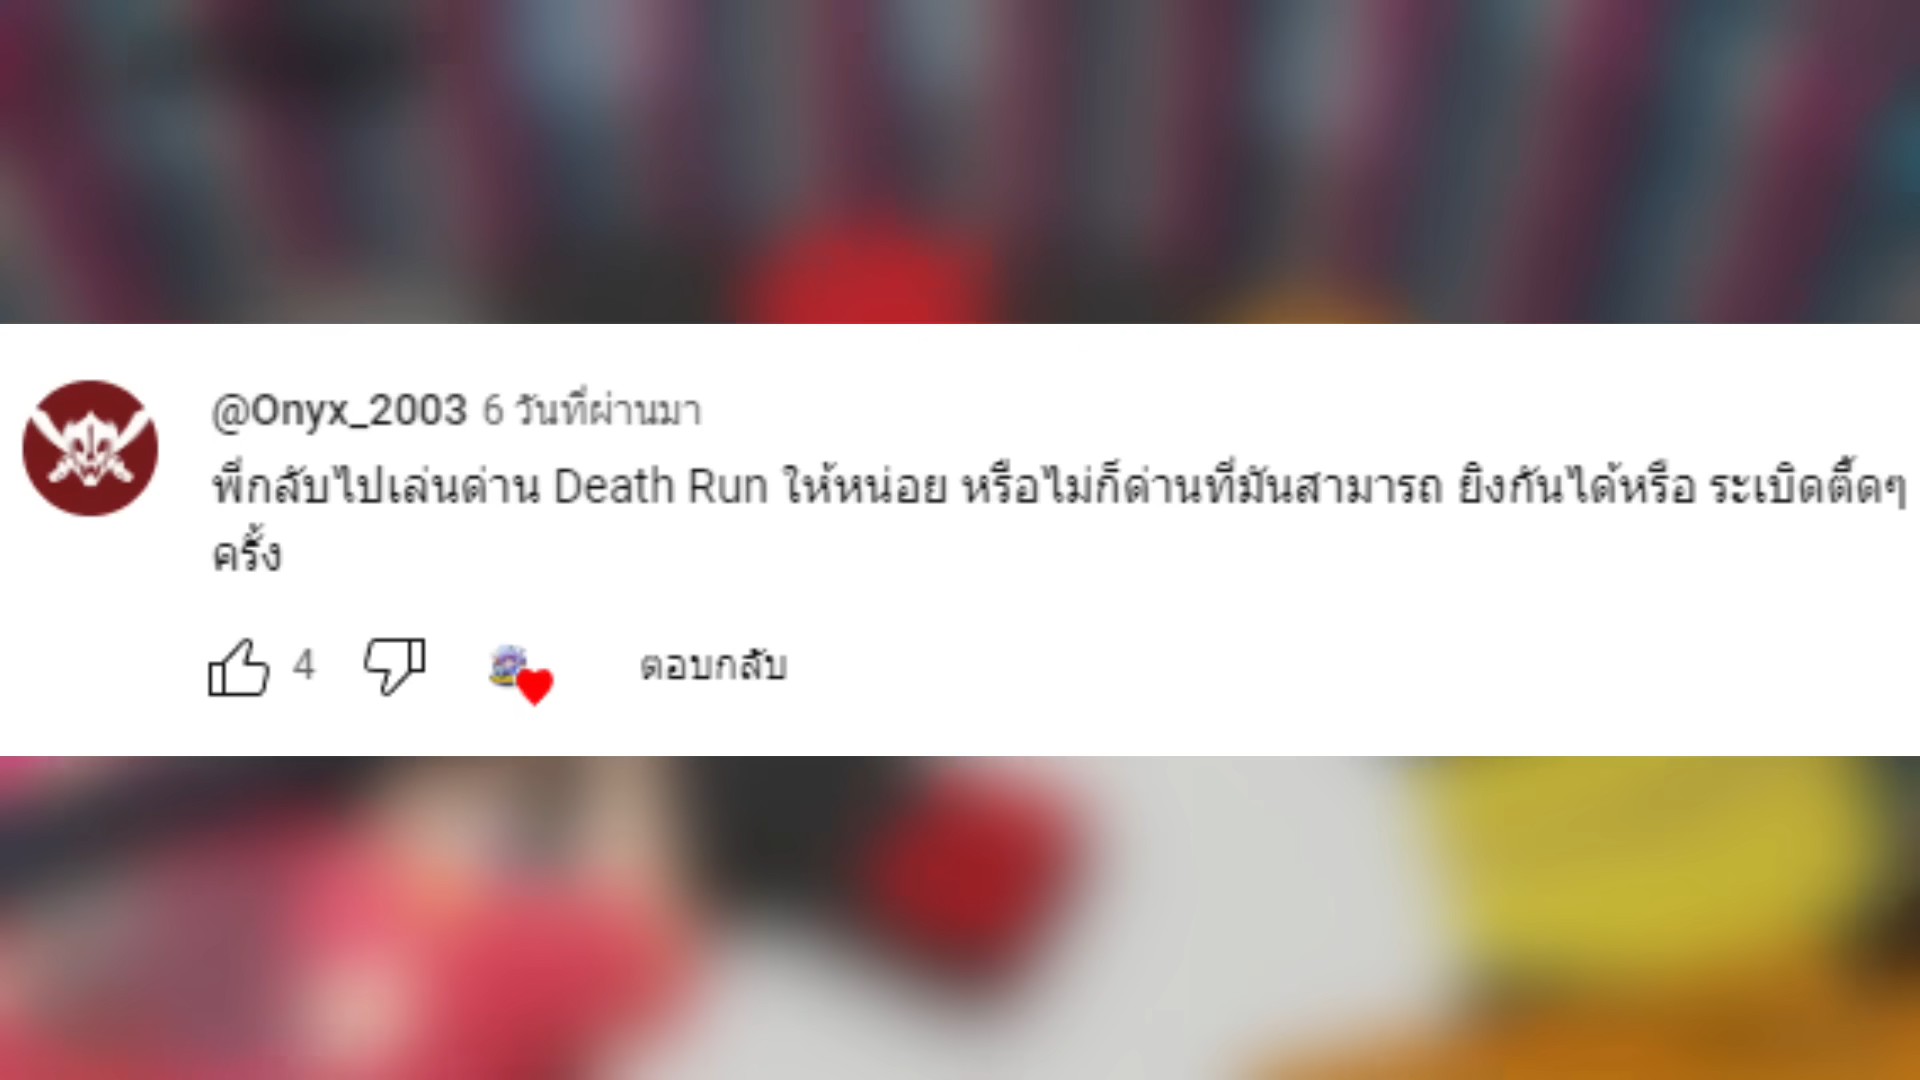 @Onyx_2003 6 วันที่ผ่านมา
พี่กลับไปเล่นด่าน Death Run ให้หน่อย หรือไม่ก็ด่านที่มันสามารถ ยิงกันได้หรือ ระเบิดตี้ดๆ
ครั้ง
4 ตอบกลับ